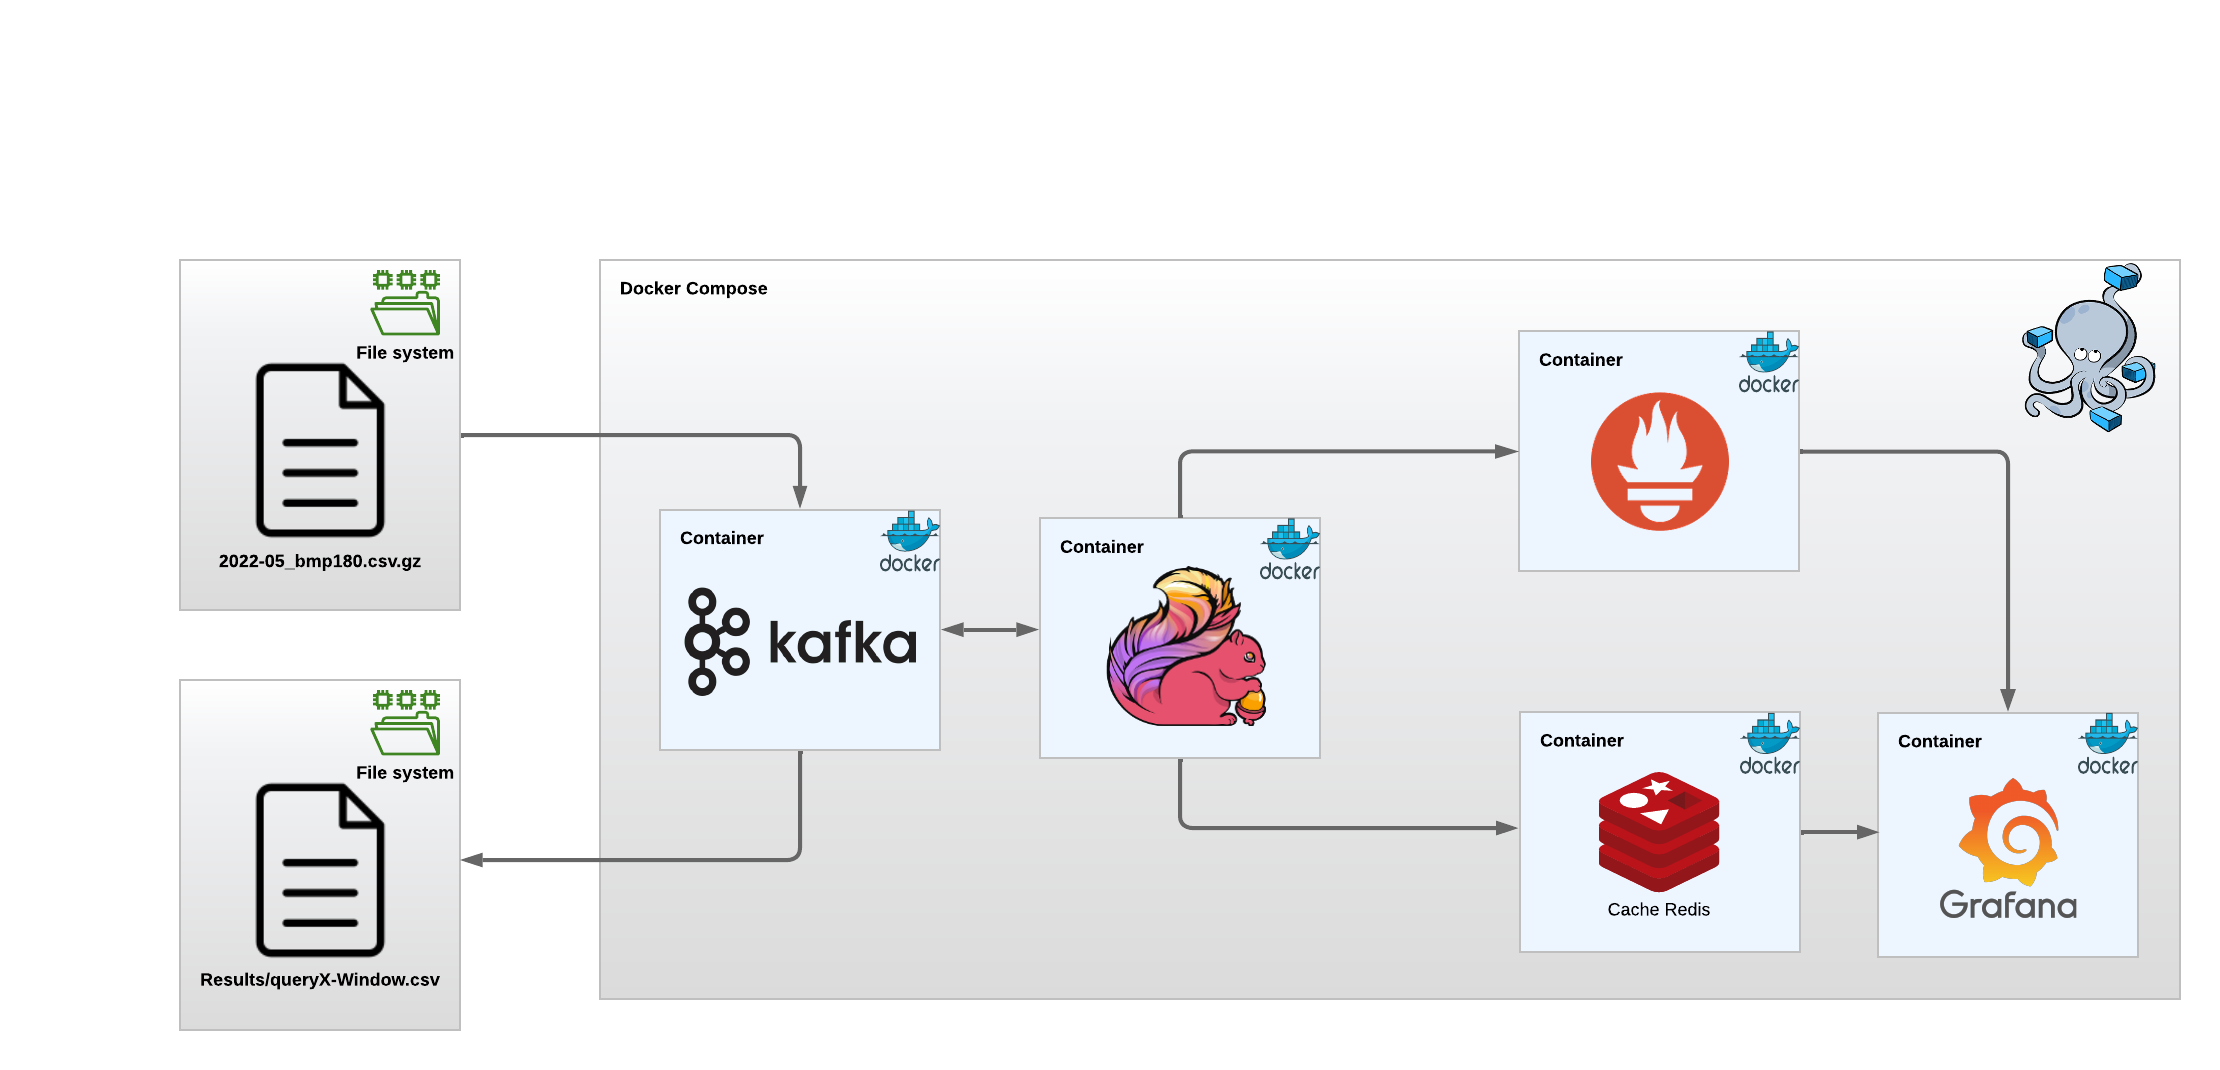 File system
2022-05_bmp180.csv.gz
File system
Results/queryX-Window.csv
Docker Compose
Container
docker
kafka
Container
docker
Container
docker
Container
docker
Cache Redis
Container
docker
Grafana